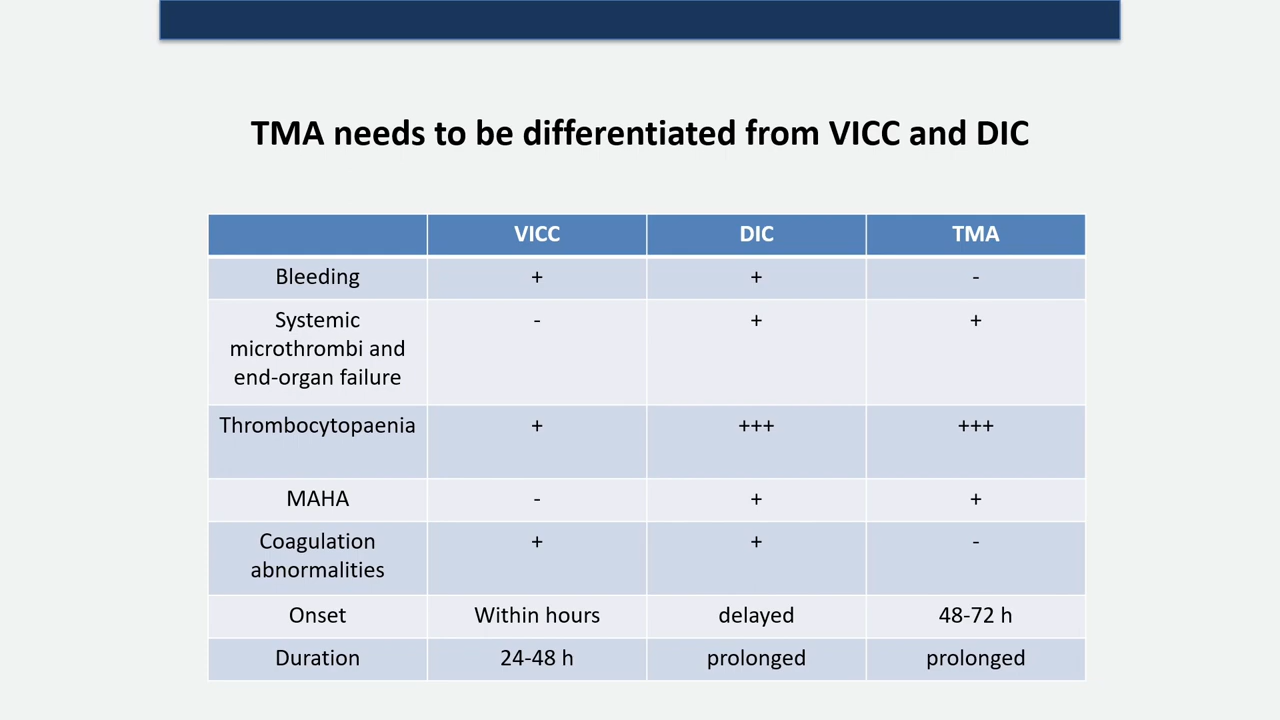 TMA needs to be differentiated from VICC and DIC
VICC DIC TMA
Bleeding + + -
Systemic microthrombi and end-organ failure - + +
Thrombocytopaenia + +++ +++
MAHA - + +
Coagulation abnormalities + + -
Onset Within hours delayed 48-72 h
Duration 24-48 h prolonged prolonged